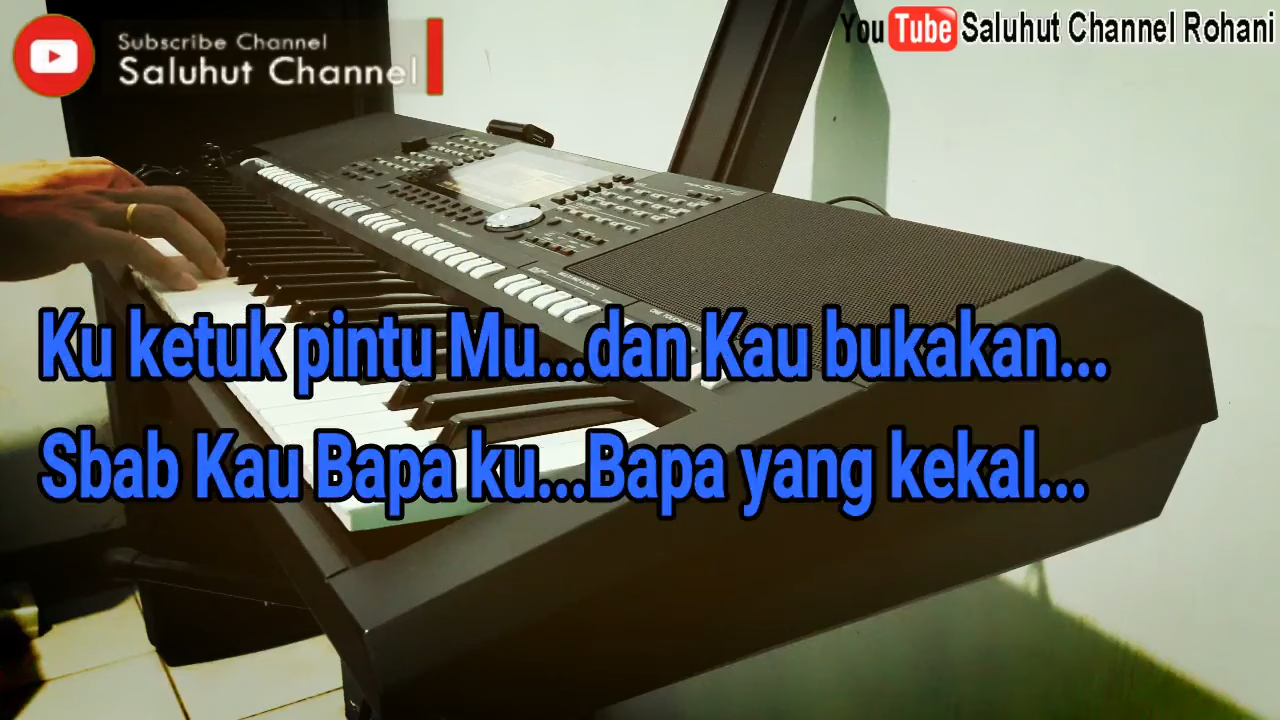 Subscribe Channel
Saluhut Channel
YouTube Saluhut Channel Rohani
Ku ketuk pintu Mu...dan Kau bukakan...
Sbab Kau Bapa ku...Bapa yang kekal...